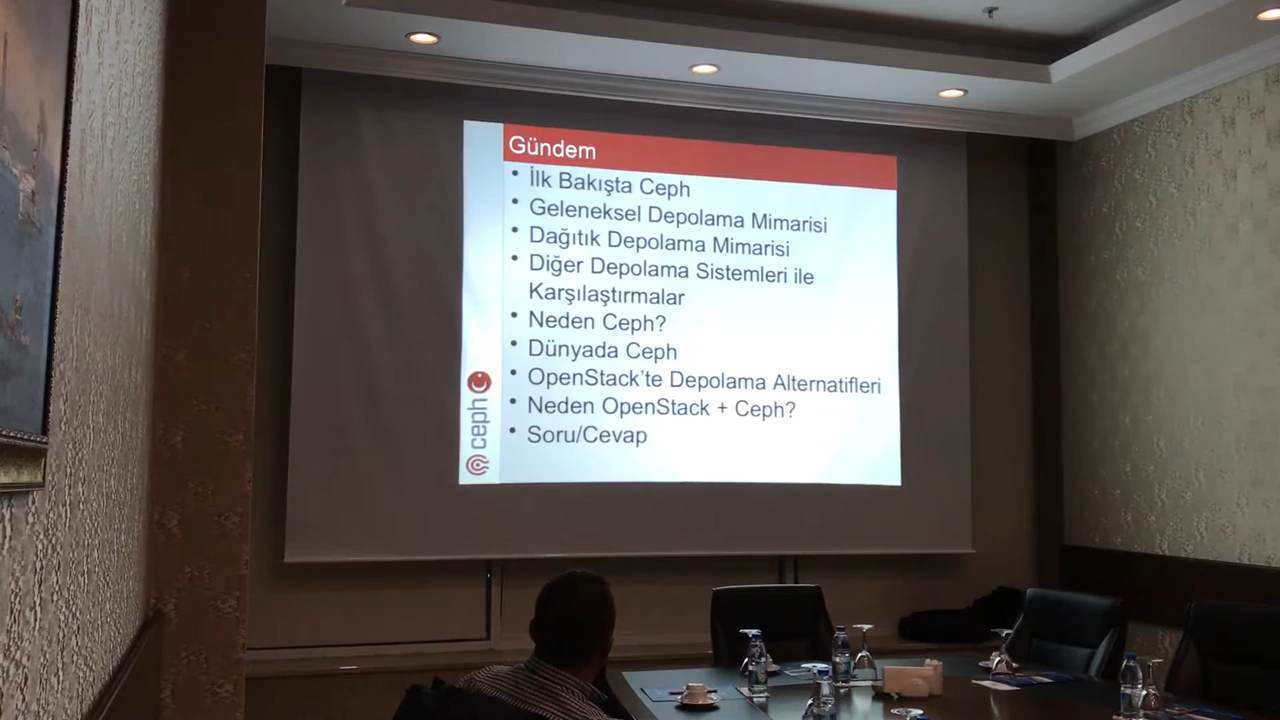 Gündem
• İlk Bakışta Ceph
• Geleneksel Depolama Mimarisi
• Dağıtık Depolama Mimarisi
• Diğer Depolama Sistemleri ile
Karşılaştırmalar
• Neden Ceph?
• Dünyada Ceph
• OpenStack'te Depolama Alternatifleri
• Neden OpenStack + Ceph?
• Soru/Cevap
ceph